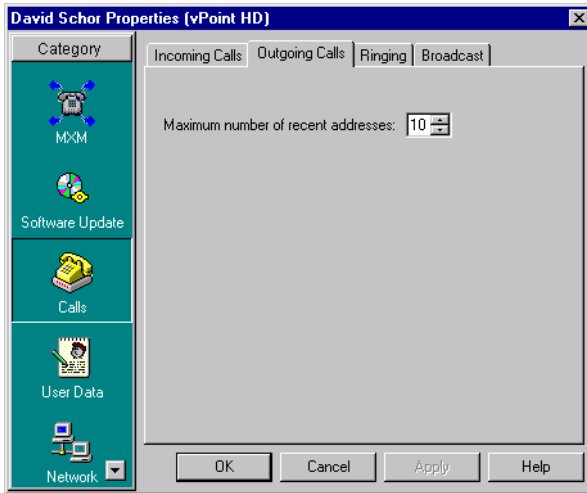 David Schor Properties (vPoint HD)
Category
MXM
Software Update
Calls
User Data
Network
Incoming Calls
Outgoing Calls
Ringing
Broadcast
Maximum number of recent addresses: 10
OK
Cancel
Apply
Help